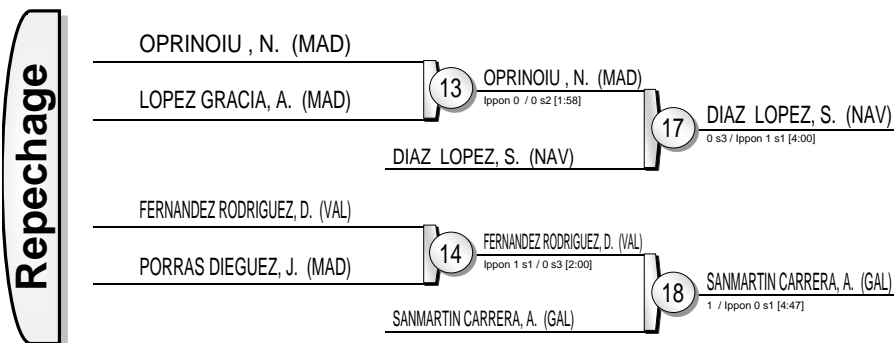 Repechage
OPRINOIU , N. (MAD)
LOPEZ GRACIA, A. (MAD)
13
OPRINOIU , N. (MAD)
Ippon 0 / 0 s2 [1:58]
DIAZ LOPEZ, S. (NAV)
17
DIAZ LOPEZ, S. (NAV)
0 s3 / Ippon 1 s1 [4:00]
FERNANDEZ RODRIGUEZ, D. (VAL)
PORRAS DIEGUEZ, J. (MAD)
14
FERNANDEZ RODRIGUEZ, D. (VAL)
Ippon 1 s1 / 0 s3 [2:00]
SANMARTIN CARRERA, A. (GAL)
18
SANMARTIN CARRERA, A. (GAL)
1 / Ippon 0 s1 [4:47]